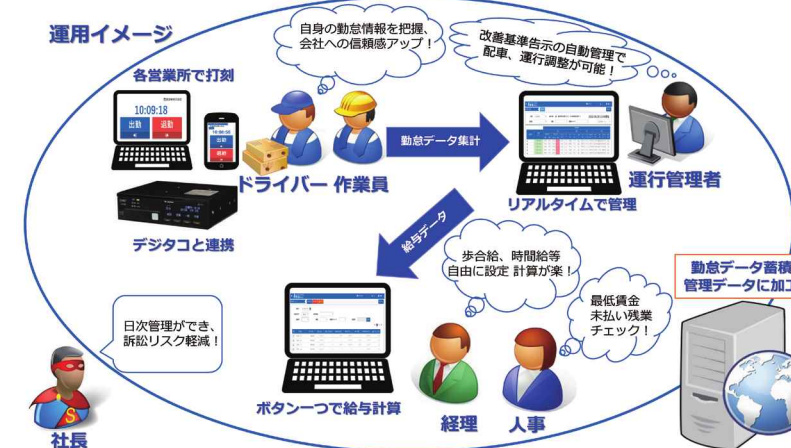 運用イメージ
自身の勤怠情報を把握、
会社への信頼感アップ！
改善基準告示の自動管理で
配車、運行調整が可能！
各営業所で打刻
10:09:18
出勤
退勤
出勤
ドライバー 作業員
勤怠データ集計
運行管理者
リアルタイムで管理
デジタコと連携
給与データ
歩合給、時間給等
自由に設定 計算が楽！
勤怠データ蓄積
管理データに加工
最低賃金
未払い残業
チェック！
日次管理ができ、
訴訟リスク軽減！
ボタン一つで給与計算
経理
人事
社長